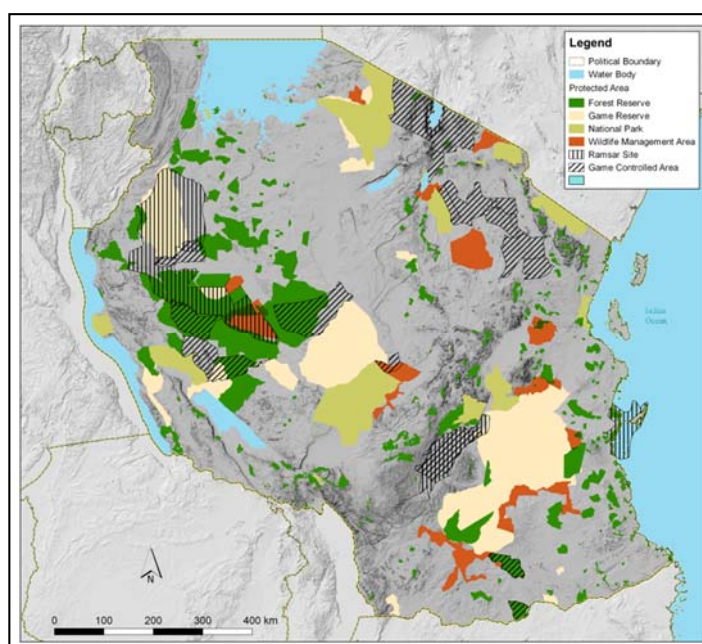 Legend
Political Boundary
Water Body
Protected Area
Forest Reserve
Game Reserve
National Park
Wildlife Management Area
Ramsar Site
Game Controlled Area
Indian
Ocean
N
0 100 200 300 400 km